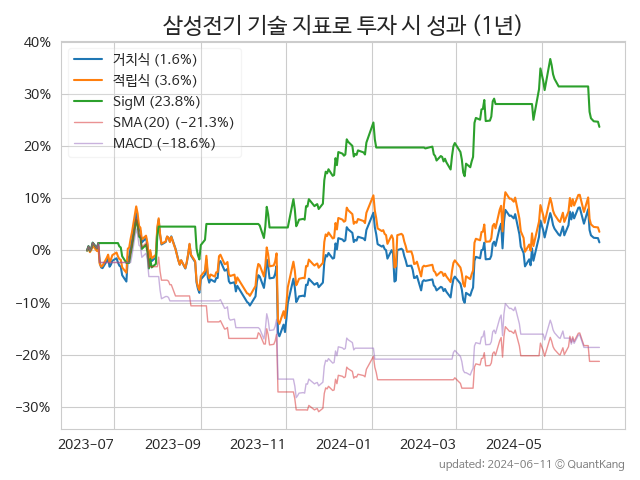 삼성전기 기술 지표로 투자 시 성과 (1년)
40%
30%
20%
10%
0%
−10%
−20%
−30%
거치식 (1.6%)
적립식 (3.6%)
SigM (23.8%)
SMA(20) (−21.3%)
MACD (−18.6%)
2023-07
2023-09
2023-11
2024-01
2024-03
2024-05
updated: 2024-06-11 © QuantKang